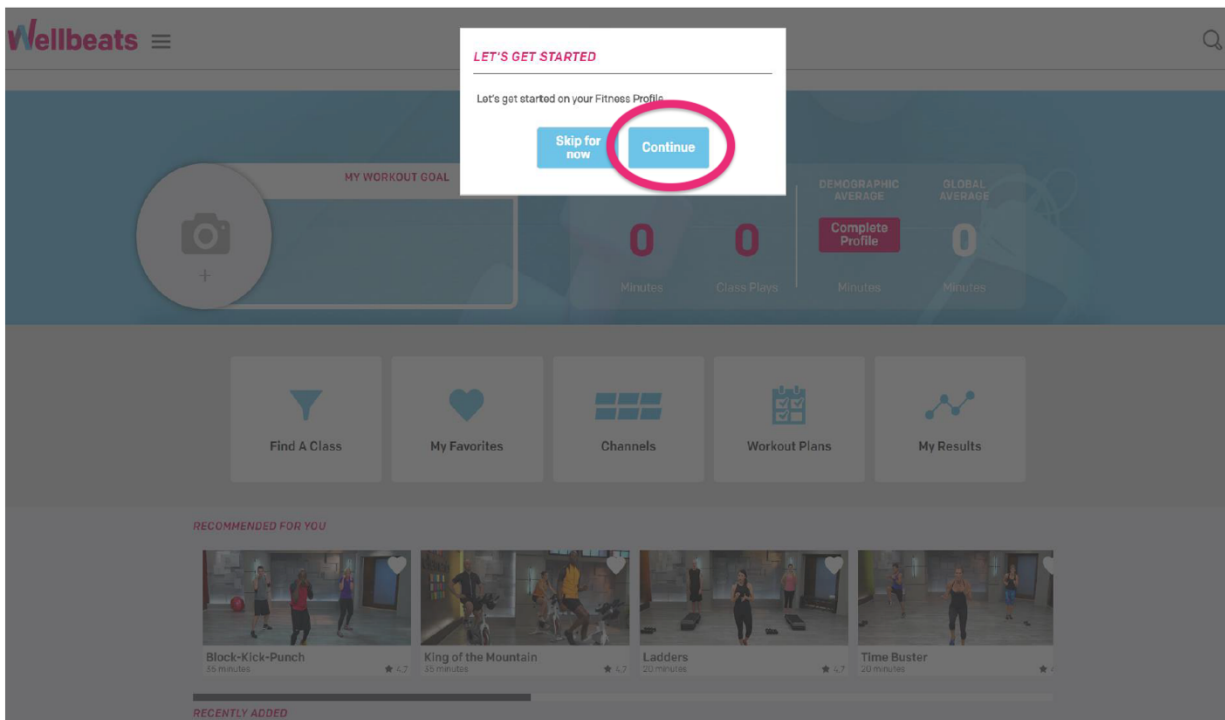 Wellbeats
LET'S GET STARTED
Let's get started on your Fitness Profile
Skip for
now
Continue
MY WORKOUT GOAL
DEMOGRAPHIC
AVERAGE
GLOBAL
AVERAGE
0
0
Complete
Profile
0
Minutes
Class Plays
Minutes
Minutes
Find A Class
My Favorites
Channels
Workout Plans
My Results
RECOMMENDED FOR YOU
Block-Kick-Punch
35 minutes
4.7
King of the Mountain
35 minutes
4.7
Ladders
20 minutes
4.7
Time Buster
20 minutes
RECENTLY ADDED